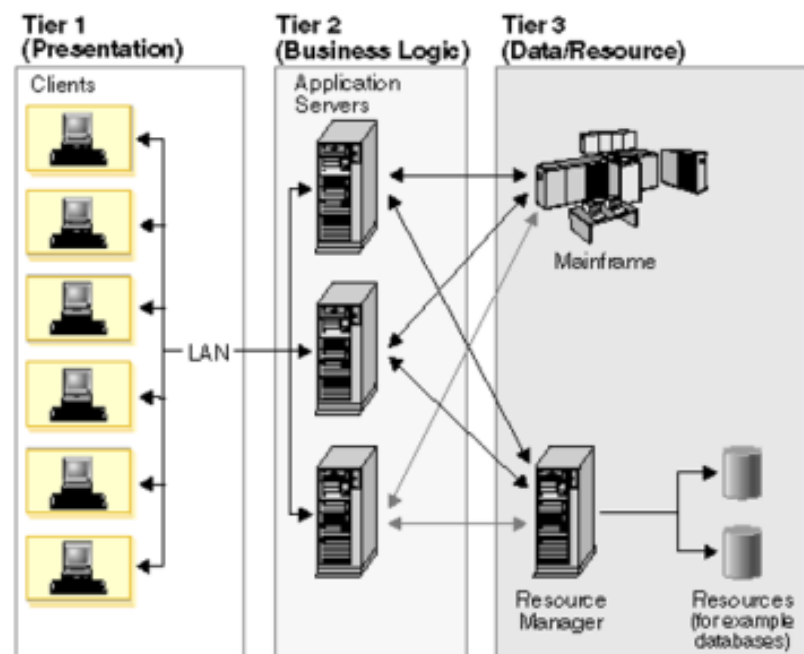 Tier 1
(Presentation)
Tier 2
(Business Logic)
Tier 3
(Data/Resource)
Clients
Application
Servers
LAN
Mainframe
Resource
Manager
Resources
(for example
databases)